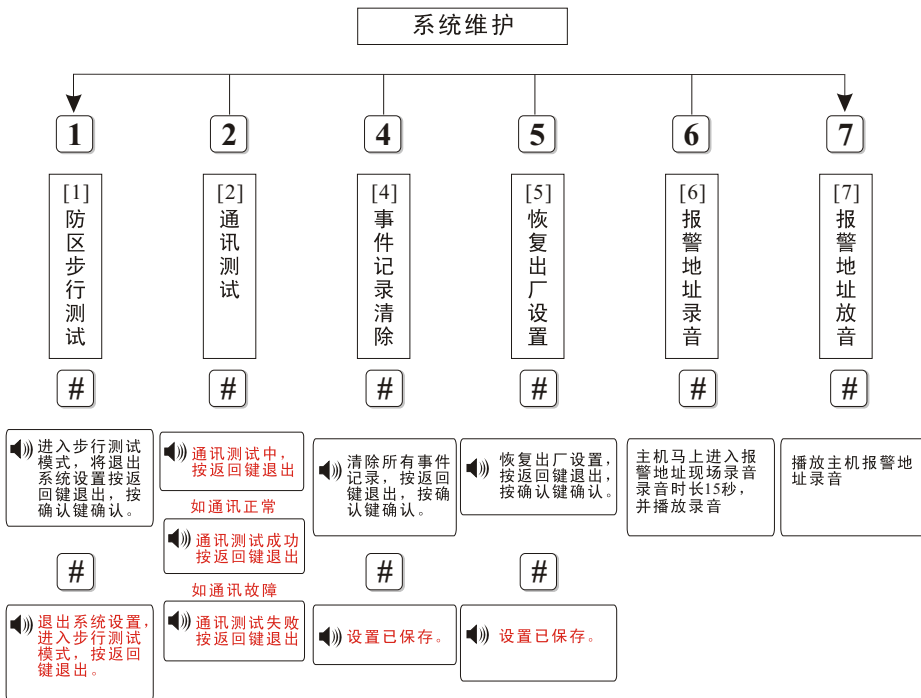 系统维护
1
2
4
5
6
7
[1]
防区步行测试
[2]
通讯测试
[4]
事件记录清除
[5]
恢复出厂设置
[6]
报警地址录音
[7]
报警地址放音
#
#
#
#
#
#
进入步行测试
模式，将退出
系统设置按返
回键退出，按
确认键确认。
通讯测试中，
按返回键退出
如通讯正常
通讯测试成功
按返回键退出
如通讯故障
通讯测试失败
按返回键退出
清除所有事件
记录，按返回
键退出，按确
认键确认。
恢复出厂设置，
按返回键退出，
按确认键确认。
主机马上进入报
警地址现场录音
录音时长15秒，
并播放录音
播放主机报警地
址录音
#
#
#
退出系统设置，
进入步行测试
模式，按返回
键退出。
设置已保存。
设置已保存。